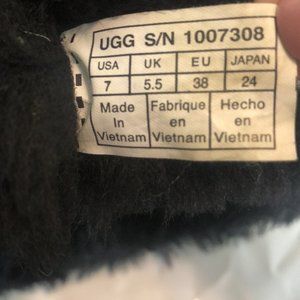 UGG S/N 1007308
USA UK EU JAPAN
7 5.5 38 24
Made Fabrique Hecho
In en en
Vietnam Vietnam Vietnam